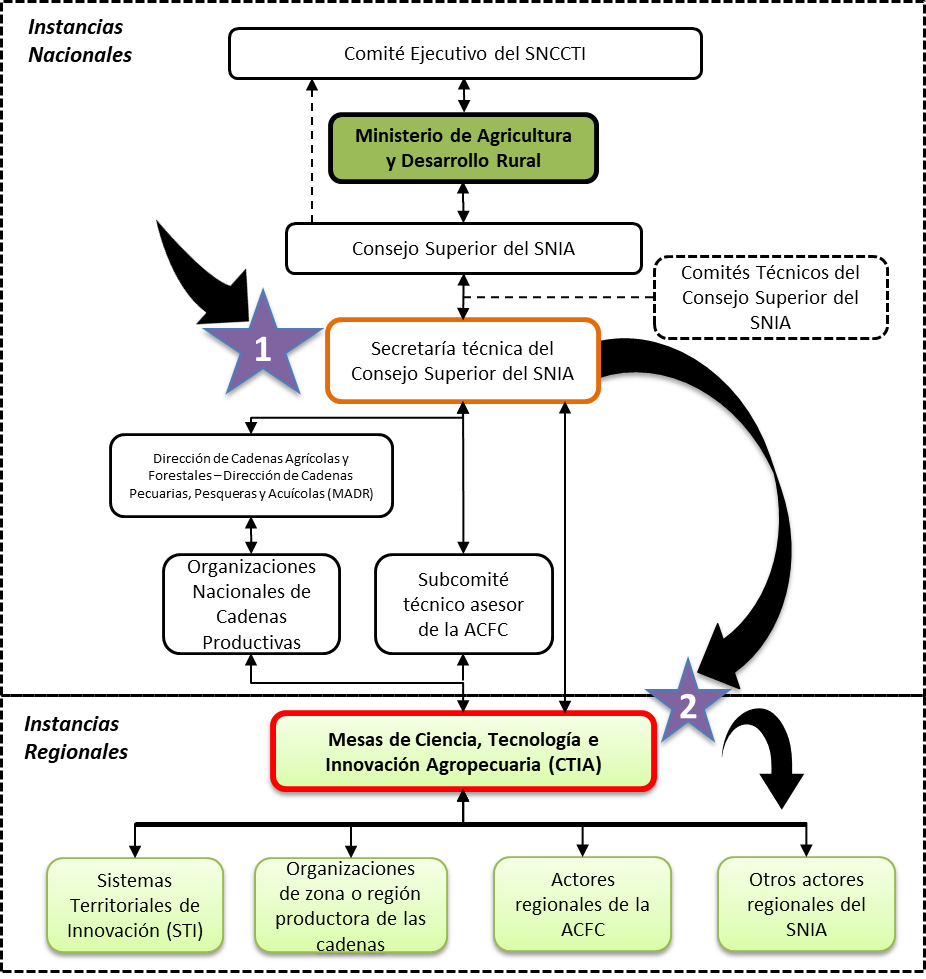 Instancias
Nacionales
Comité Ejecutivo del SNCCTI
Ministerio de Agricultura
y Desarrollo Rural
Consejo Superior del SNIA
Comités Técnicos del
Consejo Superior del
SNIA
1
Secretaría técnica del
Consejo Superior del SNIA
Dirección de Cadenas Agrícolas y
Forestales – Dirección de Cadenas
Pecuarias, Pesqueras y Acuícolas (MADR)
Organizaciones
Nacionales de
Cadenas
Productivas
Subcomité
técnico asesor
de la ACFC
2
Instancias
Regionales
Mesas de Ciencia, Tecnología e
Innovación Agropecuaria (CTIA)
Sistemas
Territoriales de
Innovación (STI)
Organizaciones
de zona o región
productora de las
cadenas
Actores
regionales de la
ACFC
Otros actores
regionales del
SNIA